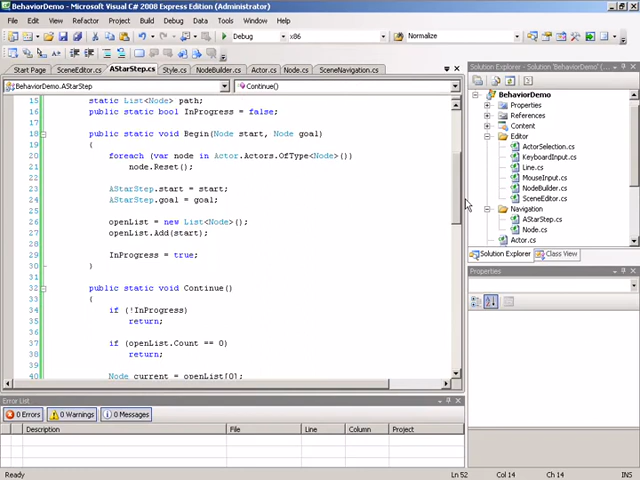 BehaviorDemo - Microsoft Visual C# 2008 Express Edition (Administrator)
File Edit View Refactor Project Build Debug Data Tools Window Help
Debug x86 Normalize
Start Page SceneEditor.cs AStarStep.cs Style.cs NodeBuilder.cs Actor.cs Node.cs SceneNavigation.cs
BehaviorDemo.AStarStep Continue()
15 static List<Node> path;
16 public static bool InProgress = false;
17
18 public static void Begin(Node start, Node goal)
19 {
20 foreach (var node in Actor.Actors.OfType<Node>())
21 node.Reset();
22
23 AStarStep.start = start;
24 AStarStep.goal = goal;
25
26 openList = new List<Node>();
27 openList.Add(start);
28
29 InProgress = true;
30 }
31
32 public static void Continue()
33 {
34 if (!InProgress)
35 return;
36
37 if (openList.Count == 0)
38 return;
39
40 Node current = openList[0];
Error List
0 Errors 0 Warnings 0 Messages
Description File Line Column Project
Solution Explorer - Solution 'BehaviorDemo' (
BehaviorDemo
Properties
References
Content
Editor
ActorSelection.cs
KeyboardInput.cs
Line.cs
MouseInput.cs
NodeBuilder.cs
SceneEditor.cs
Navigation
AStarStep.cs
Node.cs
Actor.cs
Solution Explorer Class View
Properties
Ready Ln 52 Col 14 Ch 14 INS